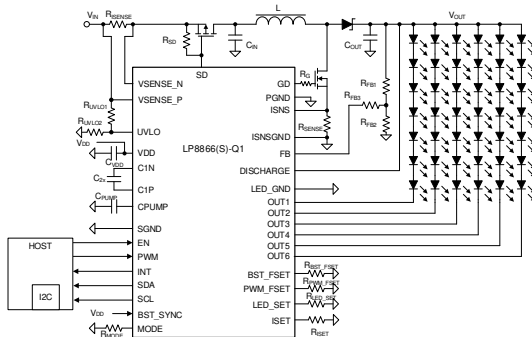 VIN
RISENSE
L
VOUT
RSD
CIN
COUT
SD
RG
GD
RFB1
VSENSE_N
PGND
RFB3
VSENSE_P
ISNS
RUVLO1
RSENSE
RFB2
RUVLO2
UVLO
ISNSGND
VDD
LP8866(S)-Q1
FB
VDD
CVDD
DISCHARGE
C1N
C2x
LED_GND
C1P
OUT1
CPUMP
CPUMP
OUT2
SGND
OUT3
OUT4
HOST
EN
OUT5
PWM
OUT6
INT
BST_FSET
RBST_FSET
SDA
PWM_FSET
RPWM_FSET
I2C
SCL
LED_SET
RLED_SET
VDD
BST_SYNC
ISET
RISET
MODE
RMODE